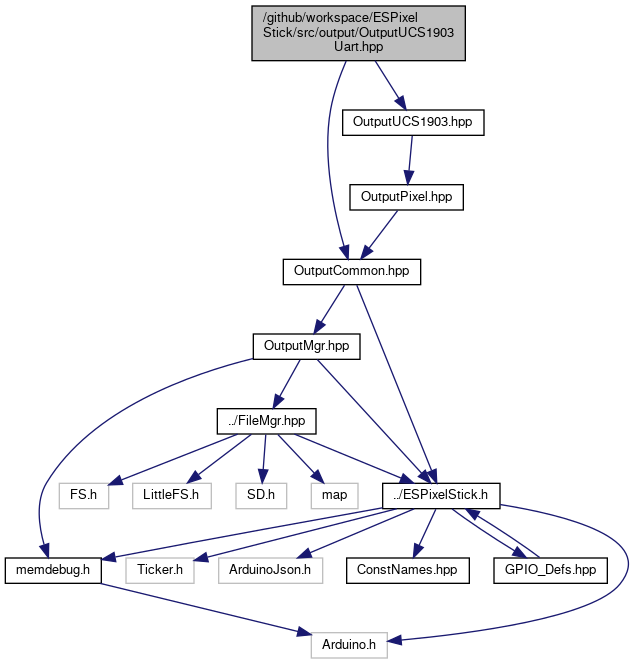 /github/workspace/ESPixel
Stick/src/output/OutputUCS1903
Uart.hpp
OutputUCS1903.hpp
OutputPixel.hpp
OutputCommon.hpp
OutputMgr.hpp
../FileMgr.hpp
FS.h
LittleFS.h
SD.h
map
../ESPixelStick.h
memdebug.h
Ticker.h
ArduinoJson.h
ConstNames.hpp
GPIO_Defs.hpp
Arduino.h